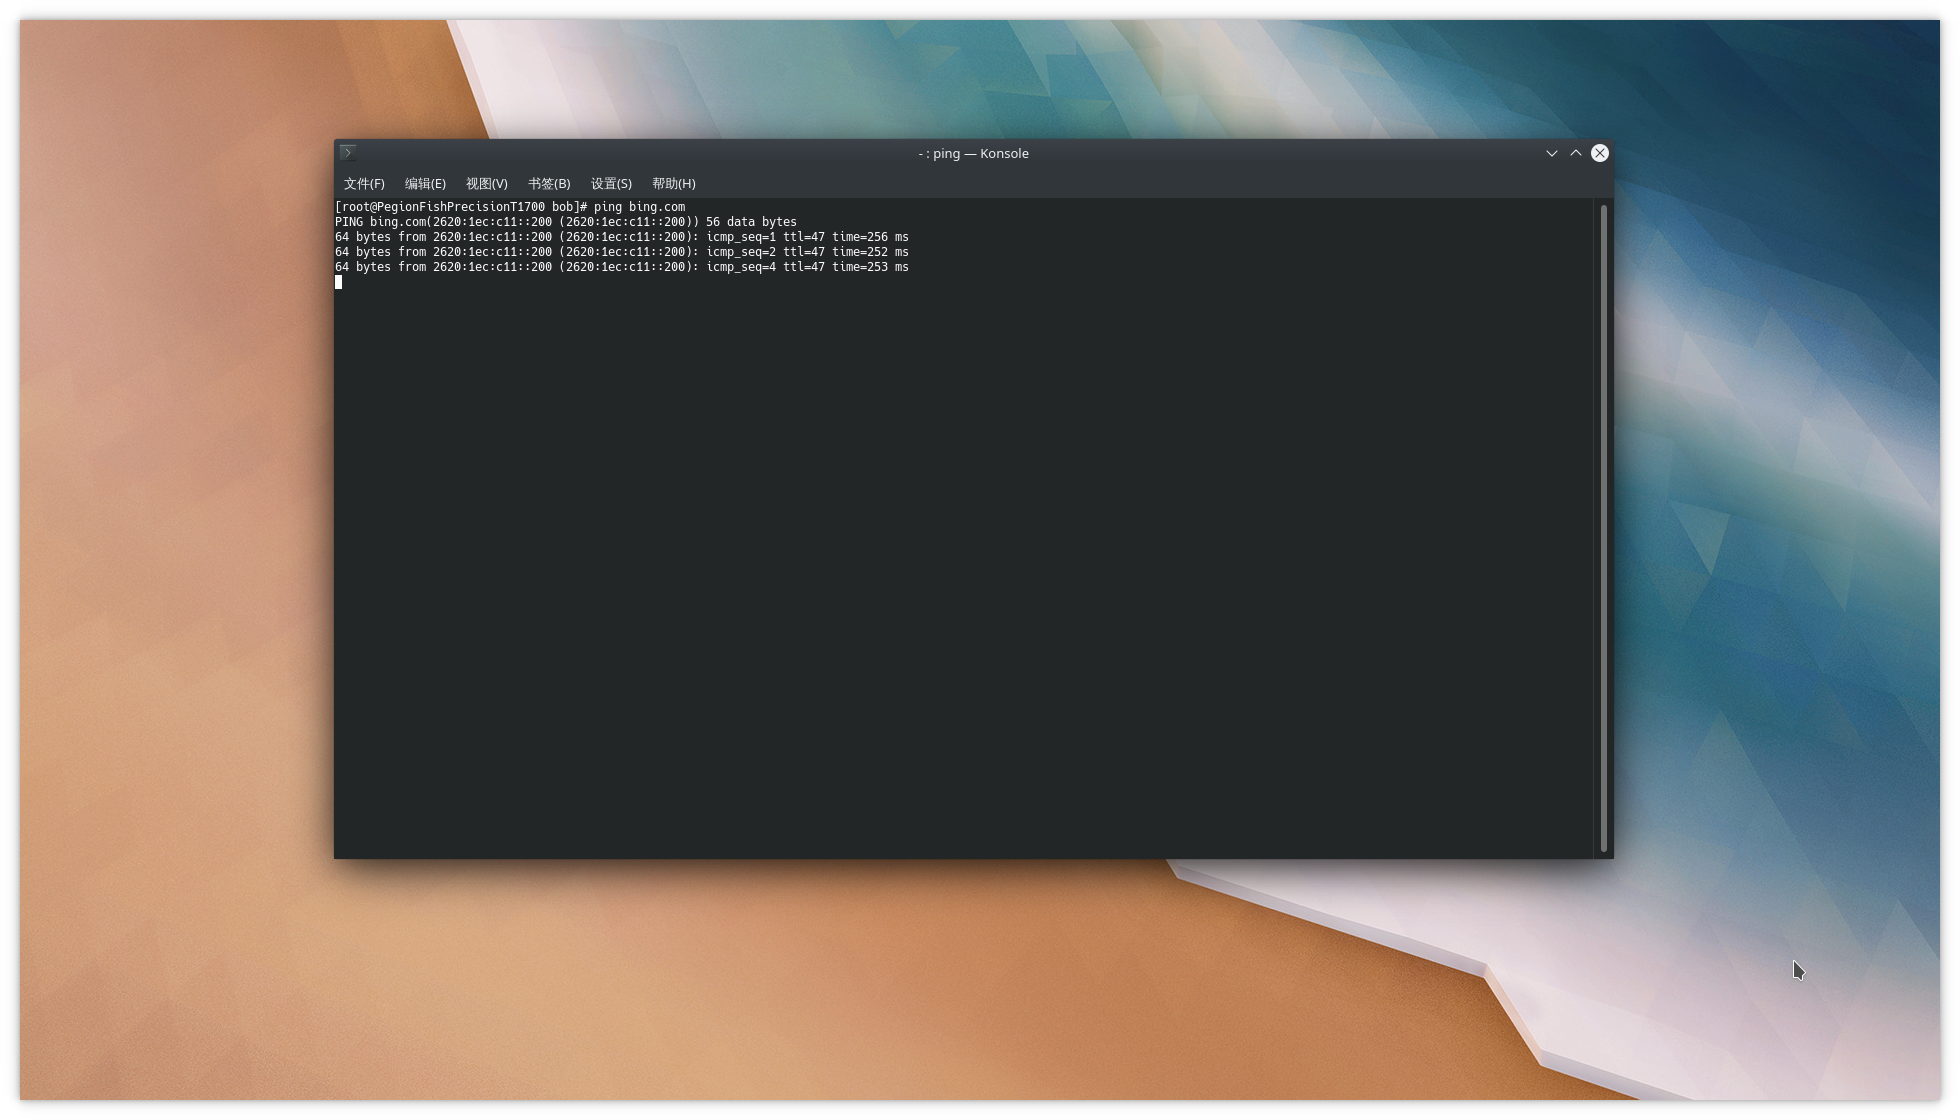 - : ping — Konsole
文件(F) 编辑(E) 视图(V) 书签(B) 设置(S) 帮助(H)
[root@PegionFishPrecisionT1700 bob]# ping bing.com
PING bing.com(2620:1ec:c11::200 (2620:1ec:c11::200)) 56 data bytes
64 bytes from 2620:1ec:c11::200 (2620:1ec:c11::200): icmp_seq=1 ttl=47 time=256 ms
64 bytes from 2620:1ec:c11::200 (2620:1ec:c11::200): icmp_seq=2 ttl=47 time=252 ms
64 bytes from 2620:1ec:c11::200 (2620:1ec:c11::200): icmp_seq=4 ttl=47 time=253 ms